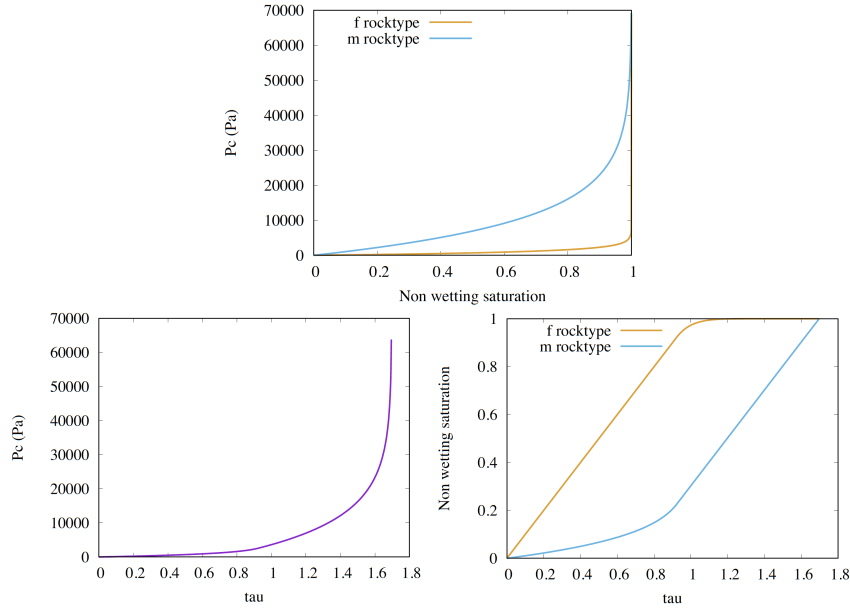 70000
60000
50000
40000
30000
20000
10000
0
Pc (Pa)
f rocktype
m rocktype
0 0.2 0.4 0.6 0.8 1
Non wetting saturation
70000
60000
50000
40000
30000
20000
10000
0
Pc (Pa)
0 0.2 0.4 0.6 0.8 1 1.2 1.4 1.6 1.8
tau
1
0.8
0.6
0.4
0.2
0
Non wetting saturation
f rocktype
m rocktype
0 0.2 0.4 0.6 0.8 1 1.2 1.4 1.6 1.8
tau